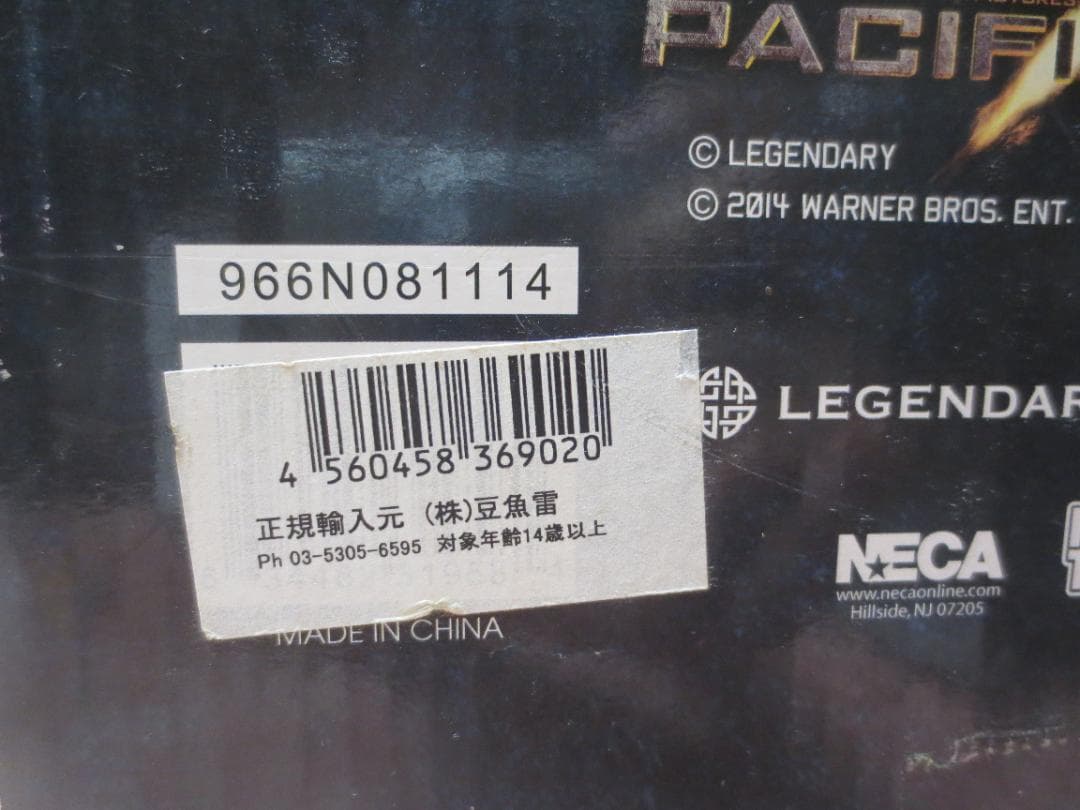 PACIFI
© LEGENDARY
© 2014 WARNER BROS. ENT.
966N081114
4 560458 369020
正規輸入元 (株)豆魚雷
Ph 03-5305-6595 対象年齢14歳以上
MADE IN CHINA
LEGENDAR
NECA
www.necaonline.com
Hillside, NJ 07205